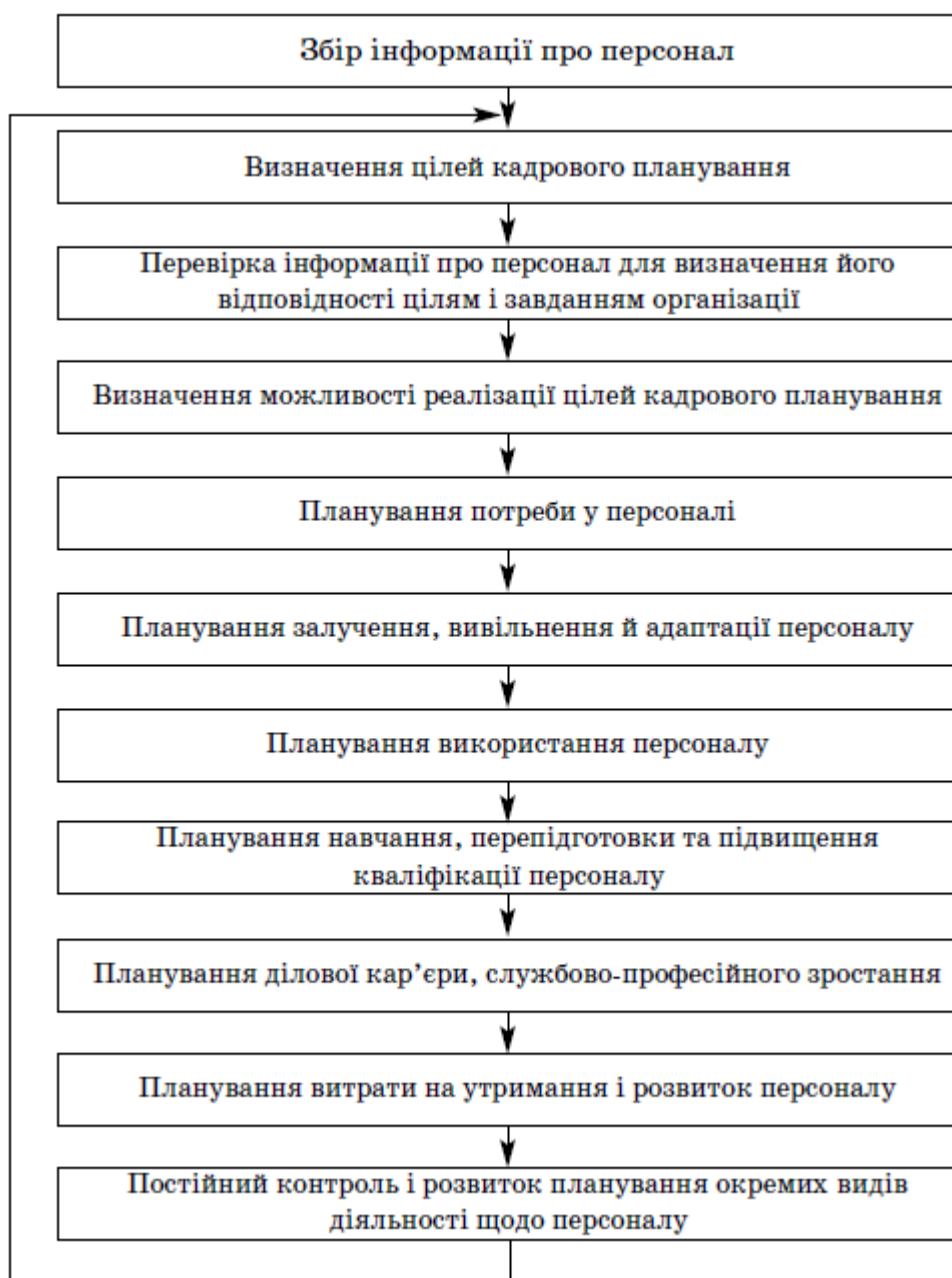 Збір інформації про персонал
Визначення цілей кадрового планування
Перевірка інформації про персонал для визначення його
відповідності цілям і завданням організації
Визначення можливості реалізації цілей кадрового планування
Планування потреби у персоналі
Планування залучення, вивільнення й адаптації персоналу
Планування використання персоналу
Планування навчання, перепідготовки та підвищення
кваліфікації персоналу
Планування ділової кар’єри, службово-професійного зростання
Планування витрати на утримання і розвиток персоналу
Постійний контроль і розвиток планування окремих видів
діяльності щодо персоналу